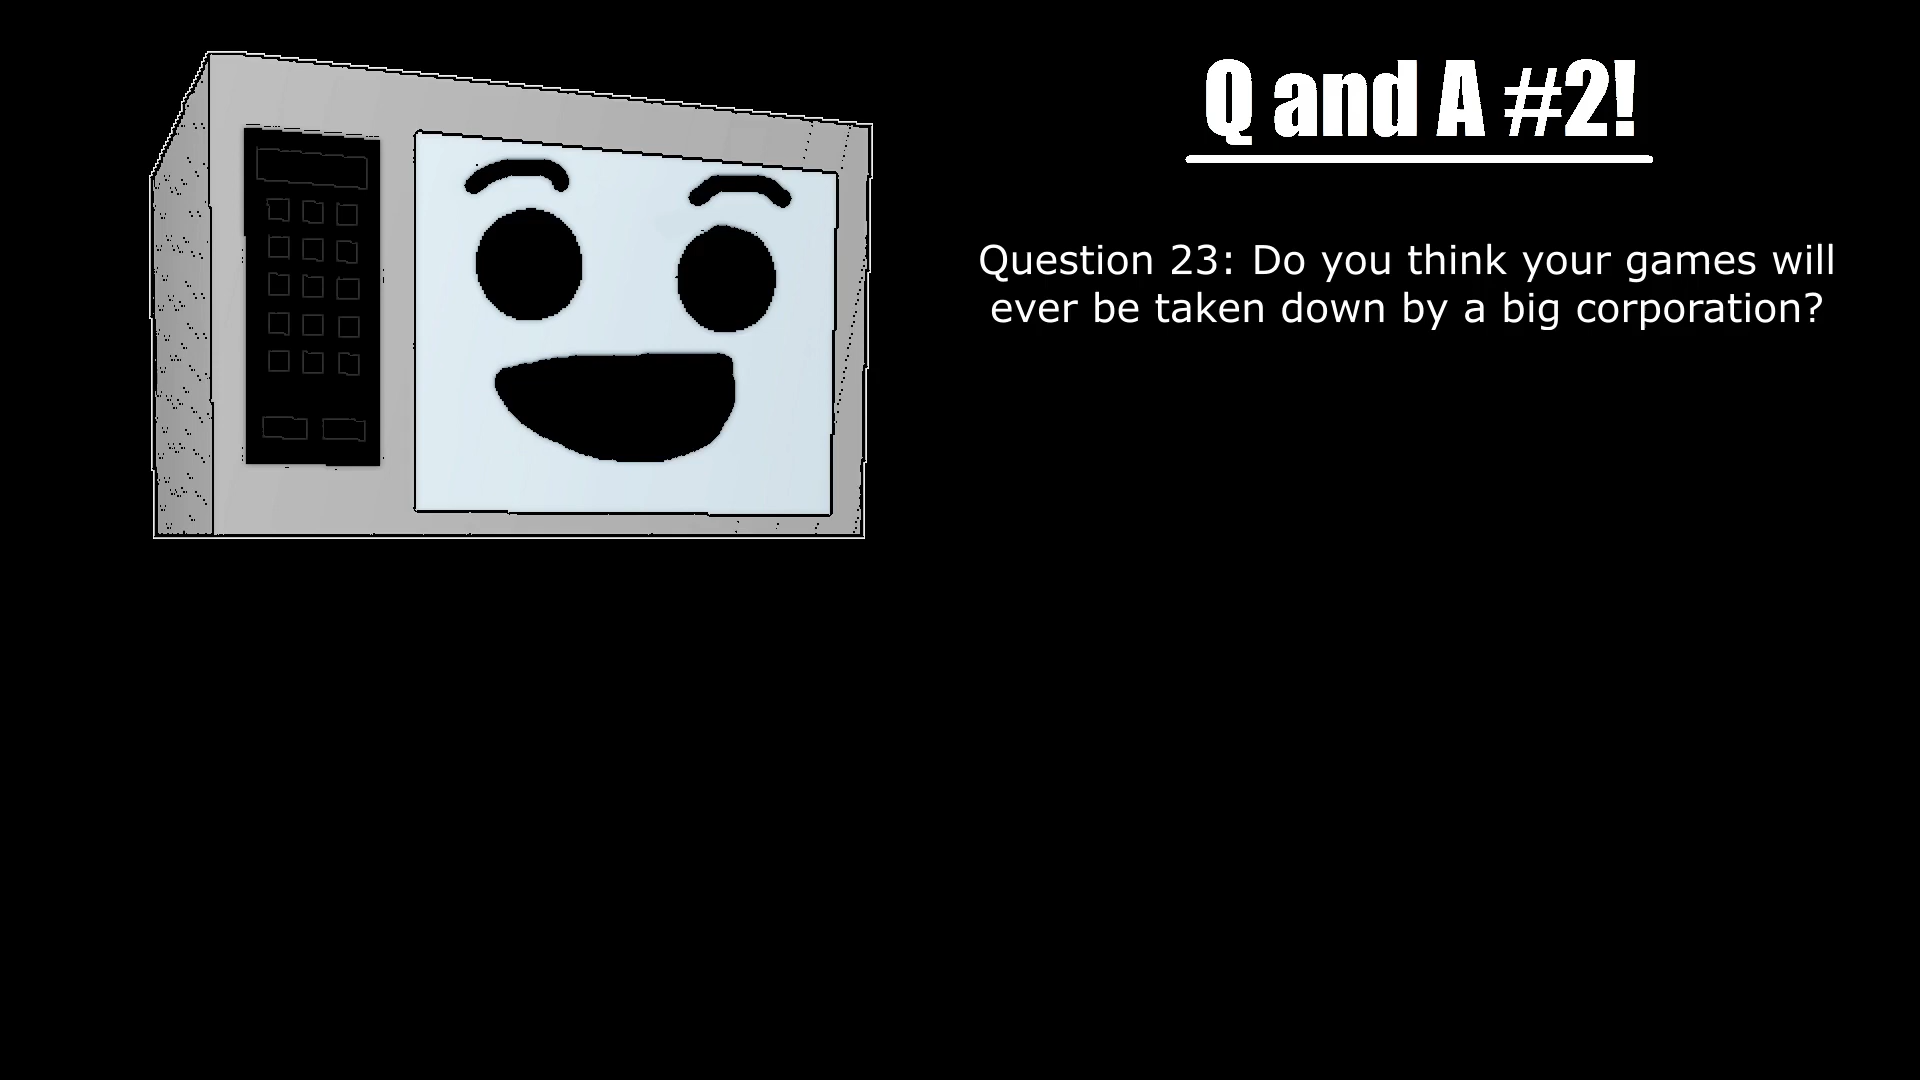 Q and A #2!
Question 23: Do you think your games will
ever be taken down by a big corporation?